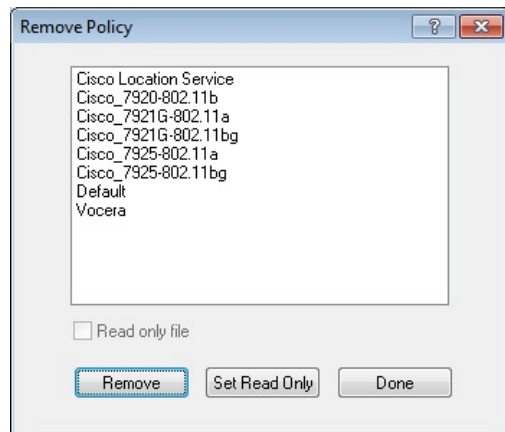 Remove Policy
?
Cisco Location Service
Cisco_7920-802.11b
Cisco_7921G-802.11a
Cisco_7921G-802.11bg
Cisco_7925-802.11a
Cisco_7925-802.11bg
Default
Vocera
Read only file
Remove Set Read Only Done